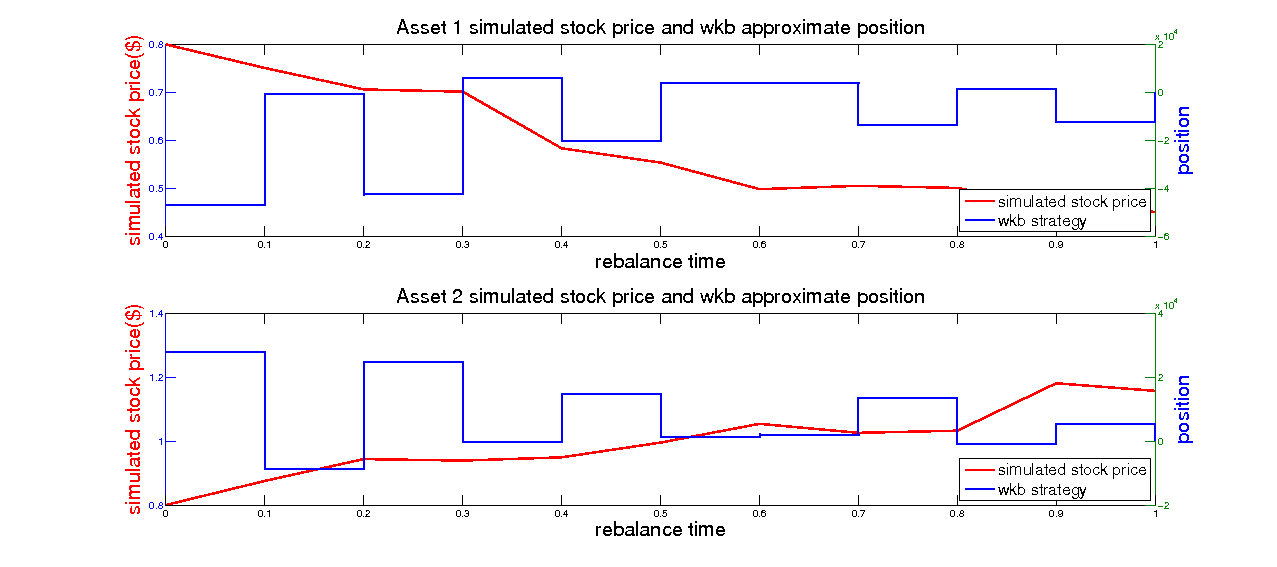 Asset 1 simulated stock price and wkb approximate position
x 10^4
simulated stock price($)
0.8
0.7
0.6
0.5
0.4
2
0
-2
-4
-6
position
simulated stock price
wkb strategy
0 0.1 0.2 0.3 0.4 0.5 0.6 0.7 0.8 0.9 1
rebalance time
Asset 2 simulated stock price and wkb approximate position
x 10^4
simulated stock price($)
1.4
1.2
1
0.8
4
2
0
-2
position
simulated stock price
wkb strategy
0 0.1 0.2 0.3 0.4 0.5 0.6 0.7 0.8 0.9 1
rebalance time